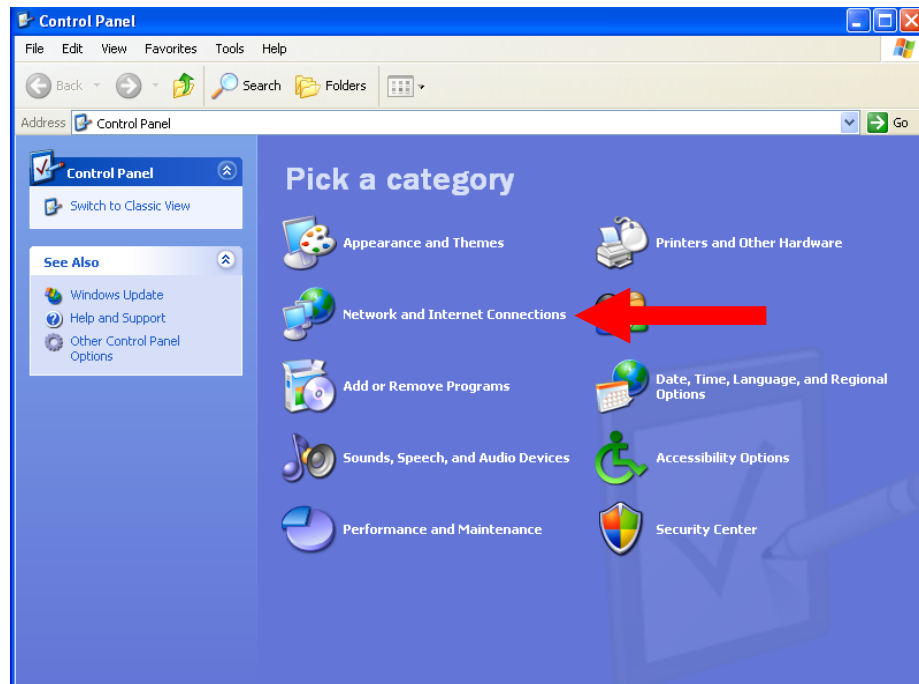 Control Panel
File Edit View Favorites Tools Help
Back Search Folders
Address Control Panel Go
Control Panel
Switch to Classic View
See Also
Windows Update
Help and Support
Other Control Panel
Options
Pick a category
Appearance and Themes
Printers and Other Hardware
Network and Internet Connections
Add or Remove Programs
Date, Time, Language, and Regional
Options
Sounds, Speech, and Audio Devices
Accessibility Options
Performance and Maintenance
Security Center